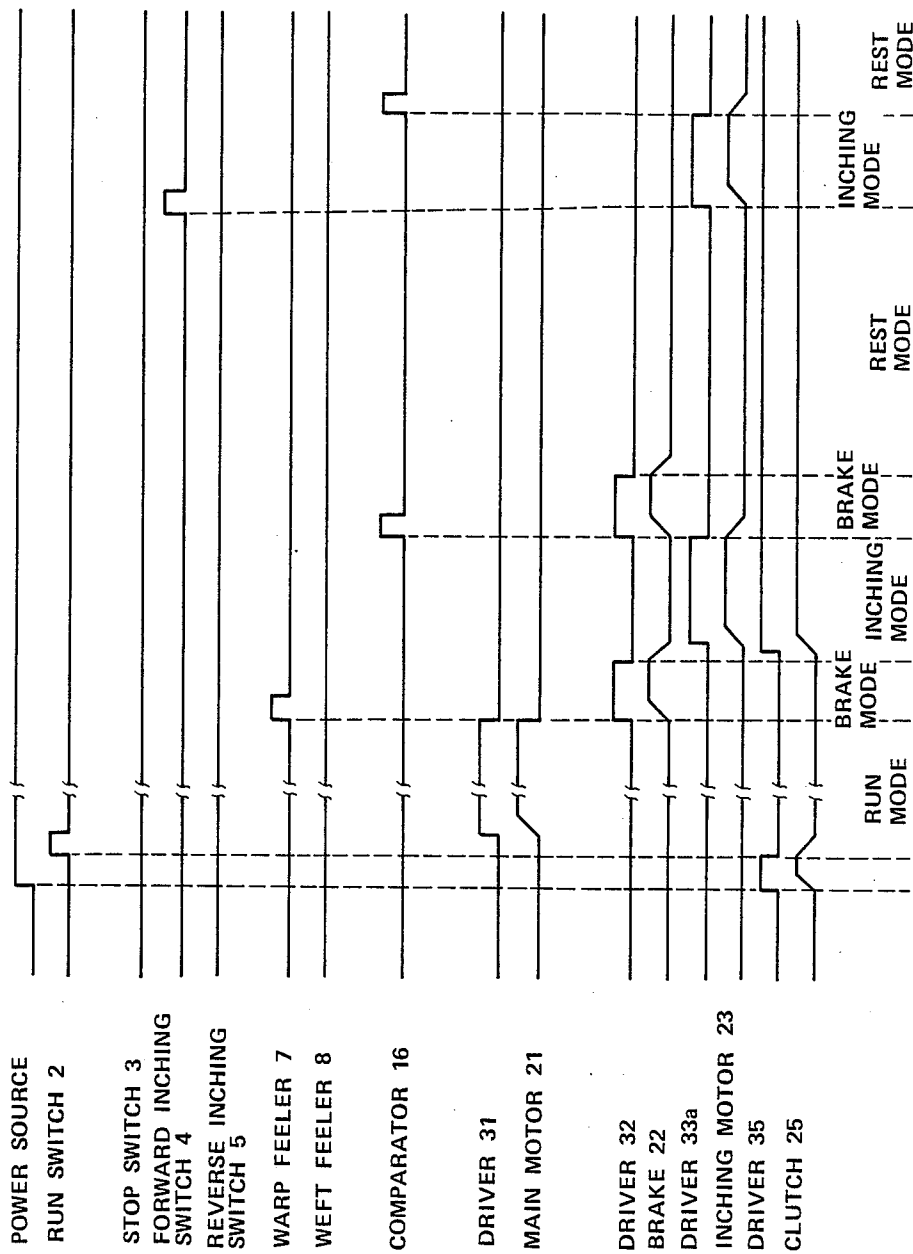 POWER SOURCE
RUN SWITCH 2
STOP SWITCH 3
FORWARD INCHING
SWITCH 4
REVERSE INCHING
SWITCH 5
WARP FEELER 7
WEFT FEELER 8
COMPARATOR 16
DRIVER 31
MAIN MOTOR 21
DRIVER 32
BRAKE 22
DRIVER 33a
INCHING MOTOR 23
DRIVER 35
CLUTCH 25
RUN
MODE
BRAKE
MODE
INCHING
MODE
BRAKE
MODE
REST
MODE
INCHING
MODE
REST
MODE